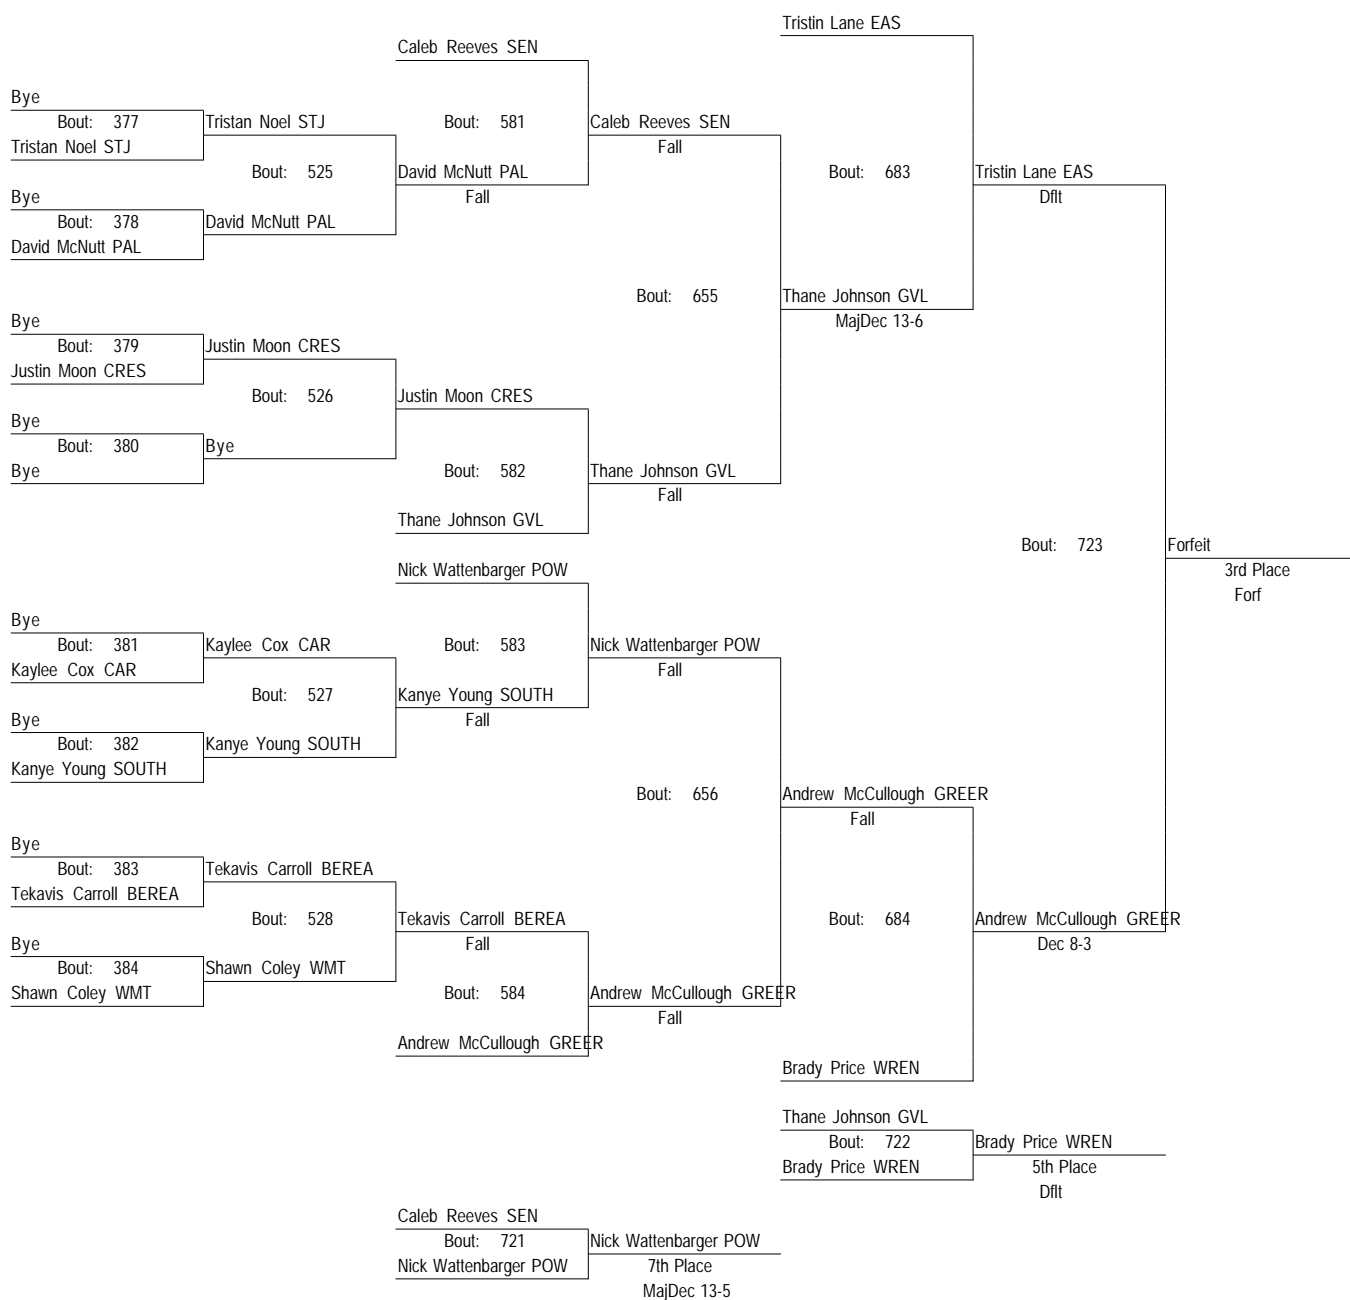 Tristin Lane EAS
Caleb Reeves SEN
Bye
Bout: 377 Tristan Noel STJ Bout: 581 Caleb Reeves SEN
Tristan Noel STJ Fall
Bout: 525 David McNutt PAL Bout: 683 Tristin Lane EAS
Bye Fall Dflt
Bout: 378 David McNutt PAL
David McNutt PAL
Bout: 655 Thane Johnson GVL
Bye MajDec 13-6
Bout: 379 Justin Moon CRES
Justin Moon CRES
Bout: 526 Justin Moon CRES
Bye
Bout: 380 Bye
Bye Bout: 582 Thane Johnson GVL
Fall
Thane Johnson GVL
Bout: 723 Forfeit
Nick Wattenbarger POW 3rd Place
Forf
Bye
Bout: 381 Kaylee Cox CAR Bout: 583 Nick Wattenbarger POW
Kaylee Cox CAR Fall
Bout: 527 Kanye Young SOUTH
Bye Fall
Bout: 382 Kanye Young SOUTH
Kanye Young SOUTH
Bout: 656 Andrew McCullough GREER
Fall
Bye
Bout: 383 Tekavis Carroll BEREA
Tekavis Carroll BEREA
Bout: 528 Tekavis Carroll BEREA Bout: 684 Andrew McCullough GREER
Bye Fall Dec 8-3
Bout: 384 Shawn Coley WMT
Shawn Coley WMT Bout: 584 Andrew McCullough GREER
Fall
Andrew McCullough GREER
Brady Price WREN
Thane Johnson GVL
Bout: 722 Brady Price WREN
Brady Price WREN 5th Place
Dflt
Caleb Reeves SEN
Bout: 721 Nick Wattenbarger POW
Nick Wattenbarger POW 7th Place
MajDec 13-5